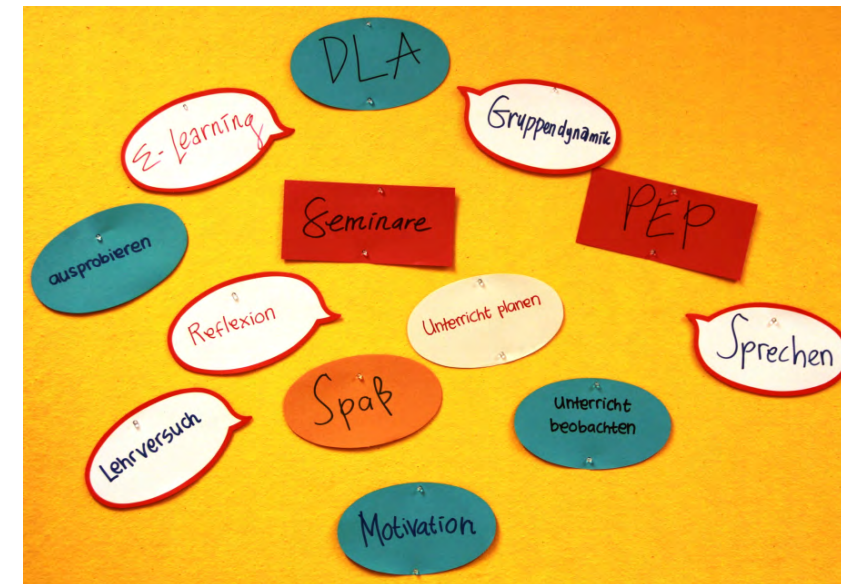 DLA
E-Learning
Gruppendynamik
Seminare
PEP
ausprobieren
Reflexion
Unterricht planen
Sprechen
Spaß
Lehrversuch
Unterricht
beobachten
Motivation